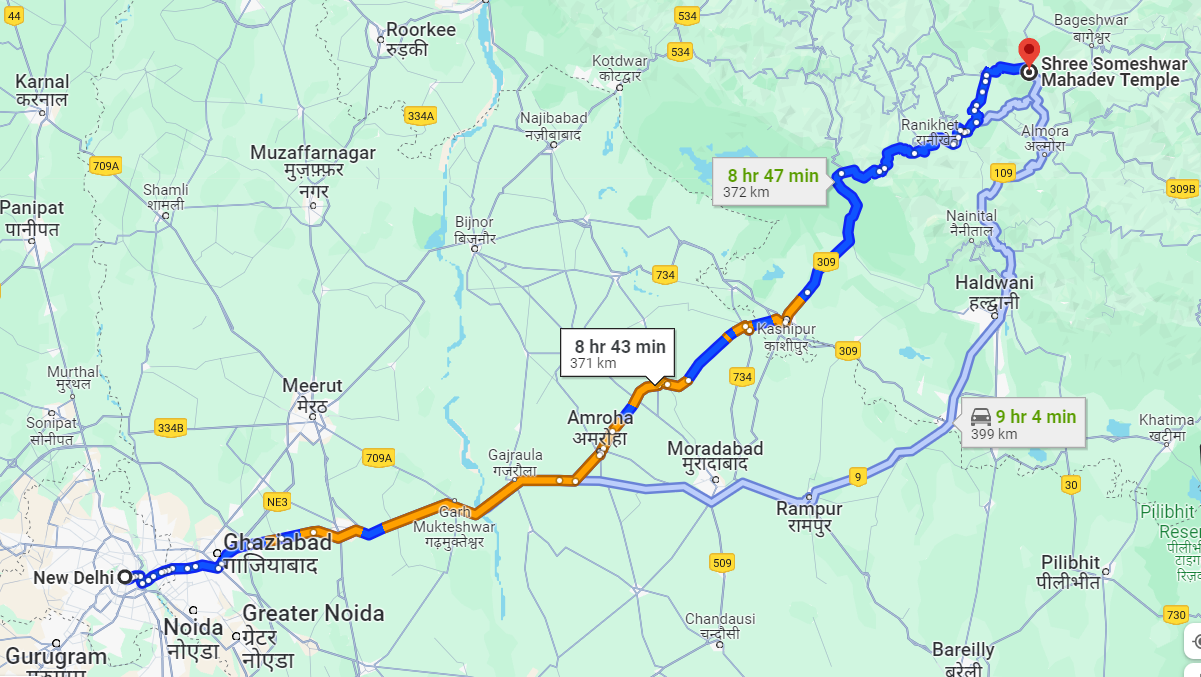 44
534
Bageshwar
बागेश्वर
Roorkee
रुड़की
534
Kotdwar
कोटद्वार
Shree Someshwar
Mahadev Temple
Karnal
करनाल
334A
Najibabad
नज़ीबाबाद
Ranikhet
रानीखेत
Almora
अल्मोरा
Muzaffarnagar
मुज़फ़्फ़र
नगर
709A
Shamli
शामली
8 hr 47 min
372 km
109
309B
Panipat
पानीपत
Bijnor
बिजनौर
Nainital
नैनीताल
734
309
Haldwani
हल्द्वानी
Kashipur
काशीपुर
8 hr 43 min
371 km
309
734
Murthal
मुरथल
Meerut
मेरठ
Sonipat
सोनीपत
334B
Amroha
अमरोहा
9 hr 4 min
399 km
Khatima
खटीमा
709A
Gajraula
गजरौला
Moradabad
मुरादाबाद
9
30
NE3
Garh
Mukteshwar
गढ़मुक्तेश्वर
Rampur
रामपुर
Pilibhit
Rese
पीलीभी
टाइग
रिज़र
Ghaziabad
गाजियाबाद
New Delhi
509
Pilibhit
पीलीभीत
Greater Noida
ग्रेटर
नोएडा
Noida
नोएडा
Chandausi
चन्दौसी
730
Gurugram
Bareilly
बरेली